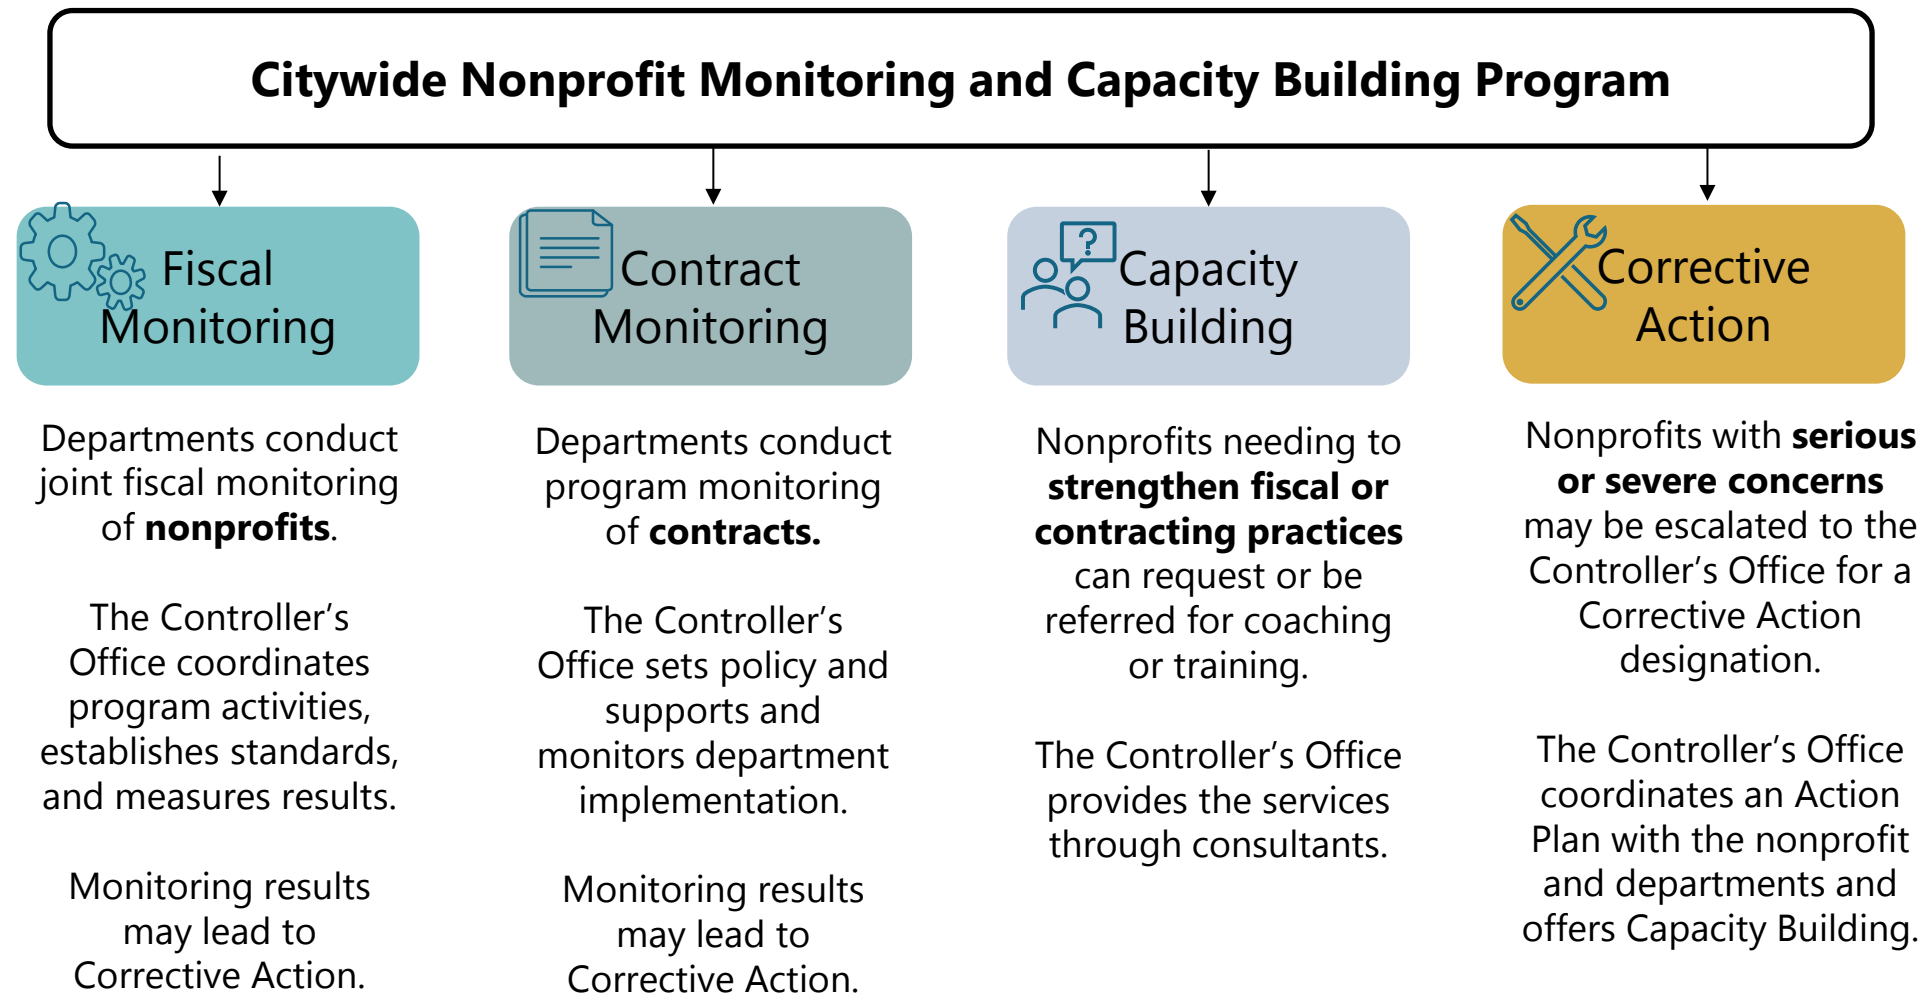 Citywide Nonprofit Monitoring and Capacity Building Program
Fiscal
Monitoring
Departments conduct
joint fiscal monitoring
of nonprofits.
The Controller’s
Office coordinates
program activities,
establishes standards,
and measures results.
Monitoring results
may lead to
Corrective Action.
Contract
Monitoring
Departments conduct
program monitoring
of contracts.
The Controller’s
Office sets policy and
supports and
monitors department
implementation.
Monitoring results
may lead to
Corrective Action.
?
Capacity
Building
Nonprofits needing to
strengthen fiscal or
contracting practices
can request or be
referred for coaching
or training.
The Controller’s Office
provides the services
through consultants.
Corrective
Action
Nonprofits with serious
or severe concerns
may be escalated to the
Controller’s Office for a
Corrective Action
designation.
The Controller’s Office
coordinates an Action
Plan with the nonprofit
and departments and
offers Capacity Building.